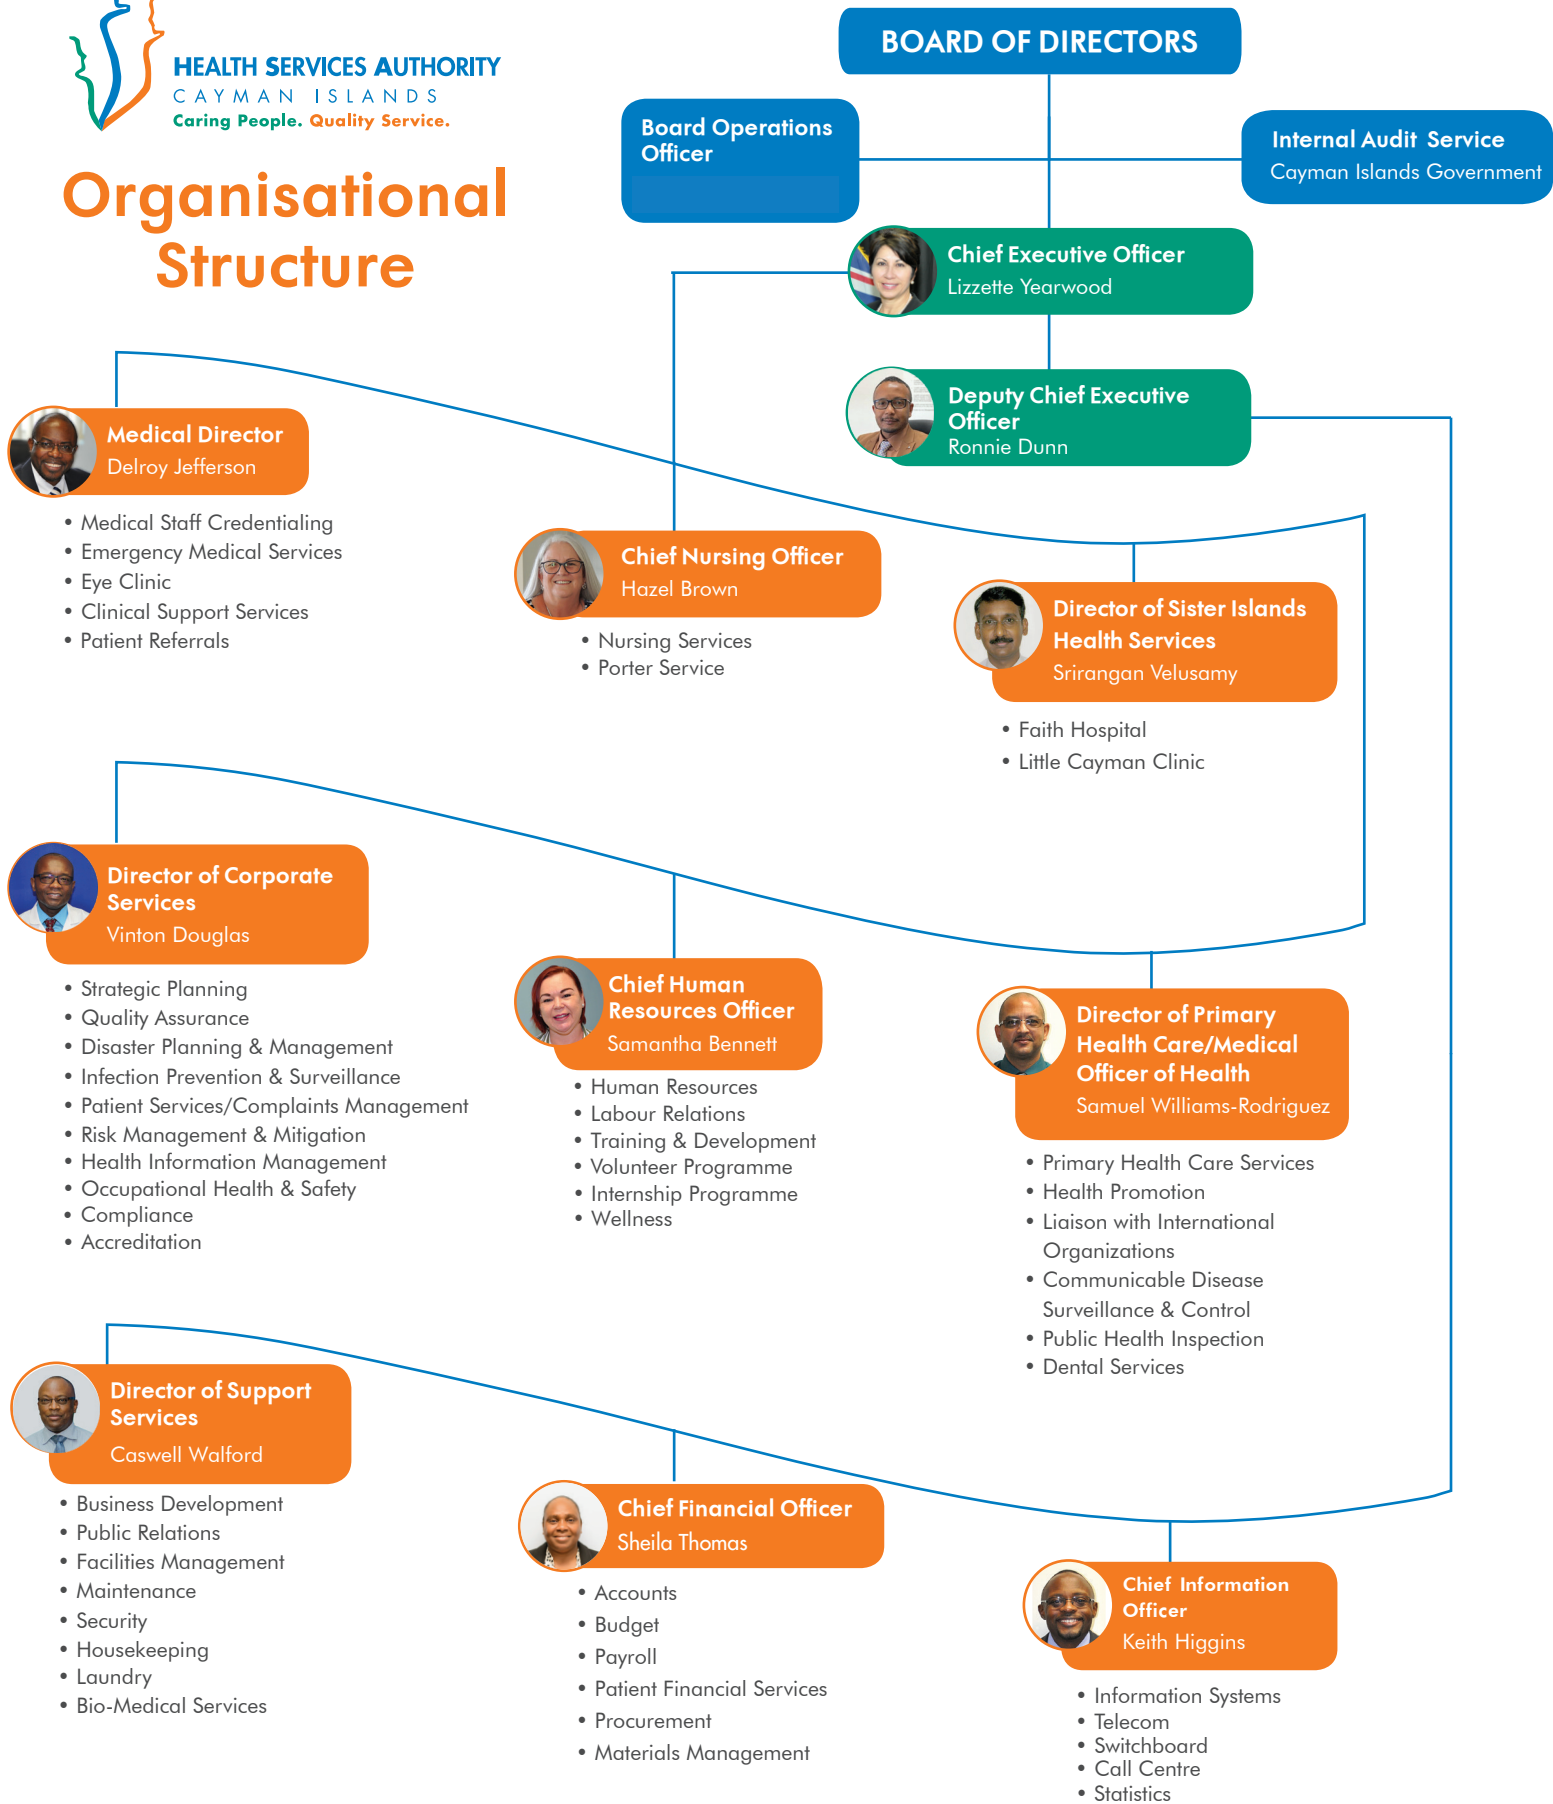 HEALTH SERVICES AUTHORITY
CAYMAN ISLANDS
Caring People. Quality Service.
Organisational
Structure
BOARD OF DIRECTORS
Board Operations
Officer
Internal Audit Service
Cayman Islands Government
Chief Executive Officer
Lizzette Yearwood
Deputy Chief Executive
Officer
Ronnie Dunn
Medical Director
Delroy Jefferson
• Medical Staff Credentialing
• Emergency Medical Services
• Eye Clinic
• Clinical Support Services
• Patient Referrals
Chief Nursing Officer
Hazel Brown
• Nursing Services
• Porter Service
Director of Sister Islands
Health Services
Srirangan Velusamy
• Faith Hospital
• Little Cayman Clinic
Director of Corporate
Services
Vinton Douglas
• Strategic Planning
• Quality Assurance
• Disaster Planning & Management
• Infection Prevention & Surveillance
• Patient Services/Complaints Management
• Risk Management & Mitigation
• Health Information Management
• Occupational Health & Safety
• Compliance
• Accreditation
Chief Human
Resources Officer
Samantha Bennett
• Human Resources
• Labour Relations
• Training & Development
• Volunteer Programme
• Internship Programme
• Wellness
Director of Primary
Health Care/Medical
Officer of Health
Samuel Williams-Rodriguez
• Primary Health Care Services
• Health Promotion
• Liaison with International
Organizations
• Communicable Disease
Surveillance & Control
• Public Health Inspection
• Dental Services
Director of Support
Services
Caswell Walford
• Business Development
• Public Relations
• Facilities Management
• Maintenance
• Security
• Housekeeping
• Laundry
• Bio-Medical Services
Chief Financial Officer
Sheila Thomas
• Accounts
• Budget
• Payroll
• Patient Financial Services
• Procurement
• Materials Management
Chief Information
Officer
Keith Higgins
• Information Systems
• Telecom
• Switchboard
• Call Centre
• Statistics